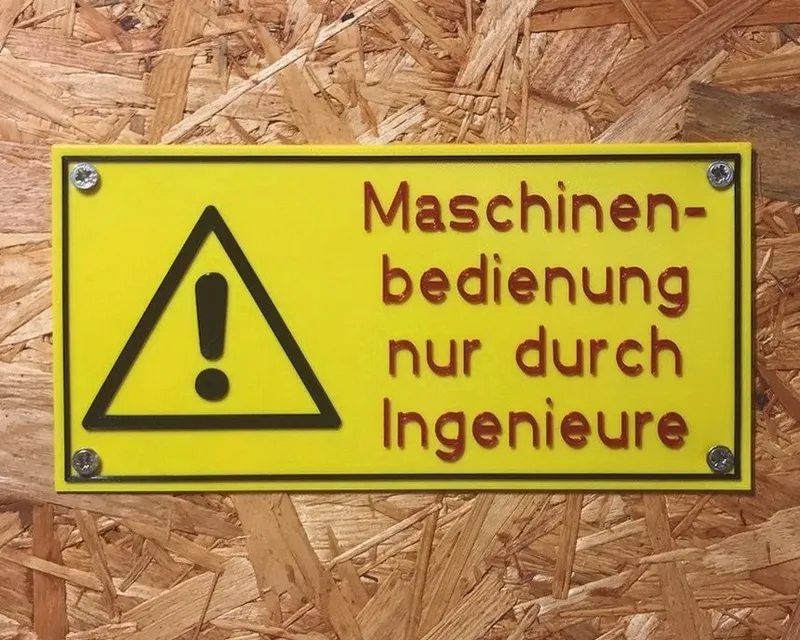 Maschinen-
bedienung
nur durch
Ingenieure